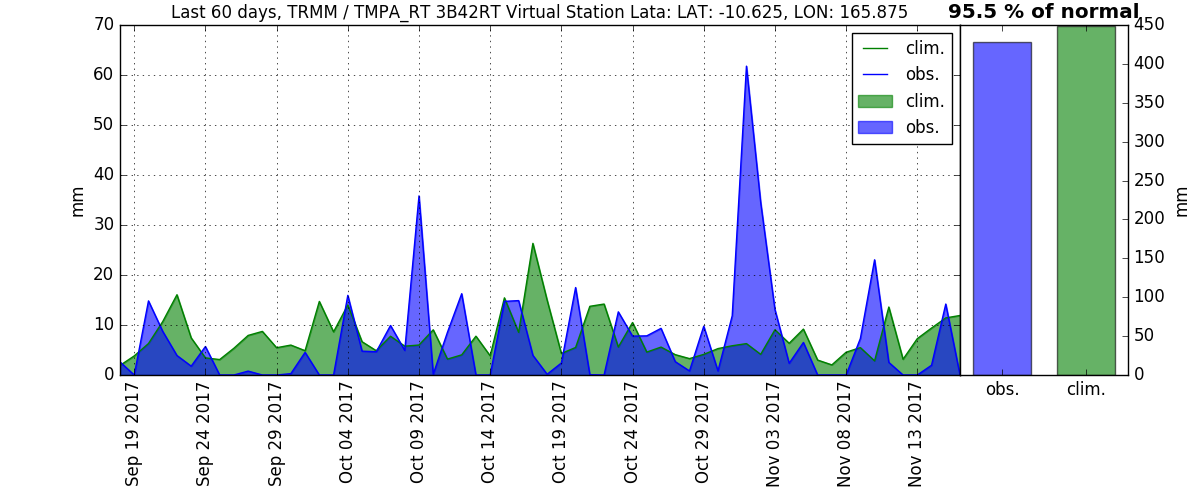 Last 60 days, TRMM / TMPA_RT 3B42RT Virtual Station Lata: LAT: -10.625, LON: 165.875
95.5 % of normal
70
60
50
40
30
20
10
0
mm
clim.
obs.
clim.
obs.
450
400
350
300
250
200
150
100
50
0
mm
Sep 19 2017
Sep 24 2017
Sep 29 2017
Oct 04 2017
Oct 09 2017
Oct 14 2017
Oct 19 2017
Oct 24 2017
Oct 29 2017
Nov 03 2017
Nov 08 2017
Nov 13 2017
obs.
clim.